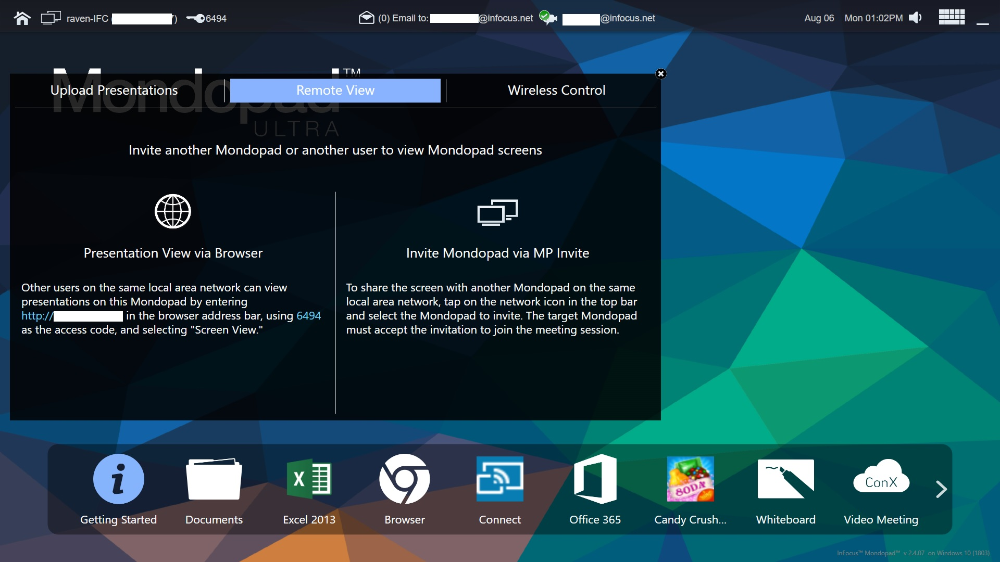 raven-IFC ( 7) 6494
(0) Email to: @infocus.net
@infocus.net
Aug 06 Mon 01:02PM
Mondopad™
ULTRA
Upload Presentations
Remote View
Wireless Control
Invite another Mondopad or another user to view Mondopad screens
Presentation View via Browser
Other users on the same local area network can view
presentations on this Mondopad by entering
http:// in the browser address bar, using 6494
as the access code, and selecting "Screen View."
Invite Mondopad via MP Invite
To share the screen with another Mondopad on the same
local area network, tap on the network icon in the top bar
and select the Mondopad to invite. The target Mondopad
must accept the invitation to join the meeting session.
i
X
SODA
ConX
Getting Started
Documents
Excel 2013
Browser
Connect
Office 365
Candy Crush...
Whiteboard
Video Meeting
InFocus™ Mondopad™ v 2.4.07 on Windows 10 (1803)